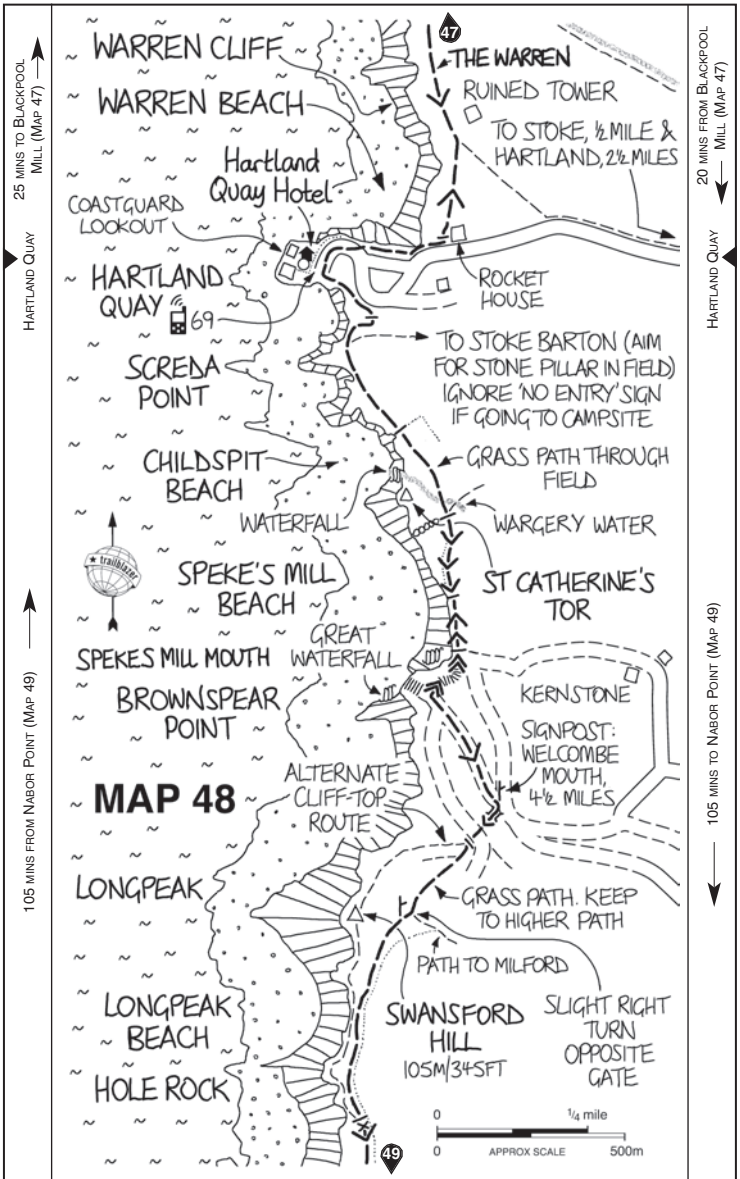 47
WARREN CLIFF
THE WARREN
WARREN BEACH
RUINED TOWER
TO STOKE, ½ MILE &
HARTLAND, 2½ MILES
Hartland
Quay Hotel
COASTGUARD
LOOKOUT
HARTLAND
QUAY
69
ROCKET
HOUSE
SCREDA
POINT
TO STOKE BARTON (AIM
FOR STONE PILLAR IN FIELD)
IGNORE 'NO ENTRY' SIGN
IF GOING TO CAMPSITE
CHILDSPIT
BEACH
GRASS PATH THROUGH
FIELD
WATERFALL
WARGERY WATER
★ trailblazer
SPEKE'S MILL
BEACH
ST CATHERINE'S
TOR
GREAT
WATERFALL
SPEKES MILL MOUTH
BROWNSPEAR
POINT
KERNSTONE
SIGNPOST:
WELCOMBE
MOUTH,
4½ MILES
MAP 48
ALTERNATE
CLIFF-TOP
ROUTE
LONGPEAK
GRASS PATH. KEEP
TO HIGHER PATH
PATH TO MILFORD
LONGPEAK
BEACH
SWANSFORD
HILL
105M/345FT
SLIGHT RIGHT
TURN
OPPOSITE
GATE
HOLE ROCK
0 ¼ mile
0 APPROX SCALE 500m
49
25 MINS TO BLACKPOOL
MILL (MAP 47)
HARTLAND QUAY
105 MINS FROM NABOR POINT (MAP 49)
20 MINS FROM BLACKPOOL
MILL (MAP 47)
HARTLAND QUAY
105 MINS TO NABOR POINT (MAP 49)